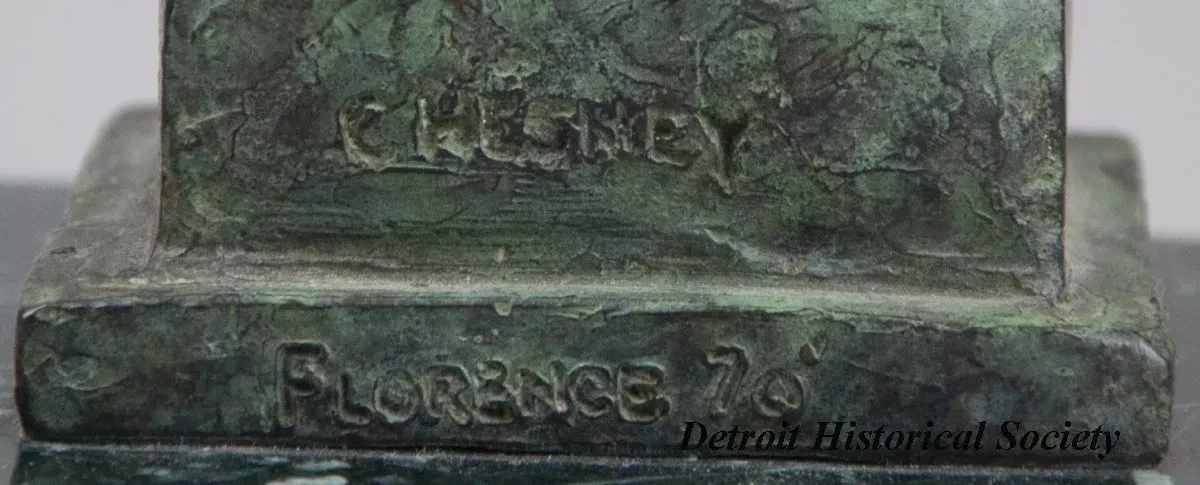 CHESNEY
FLORENCE 70'
Detroit Historical Society